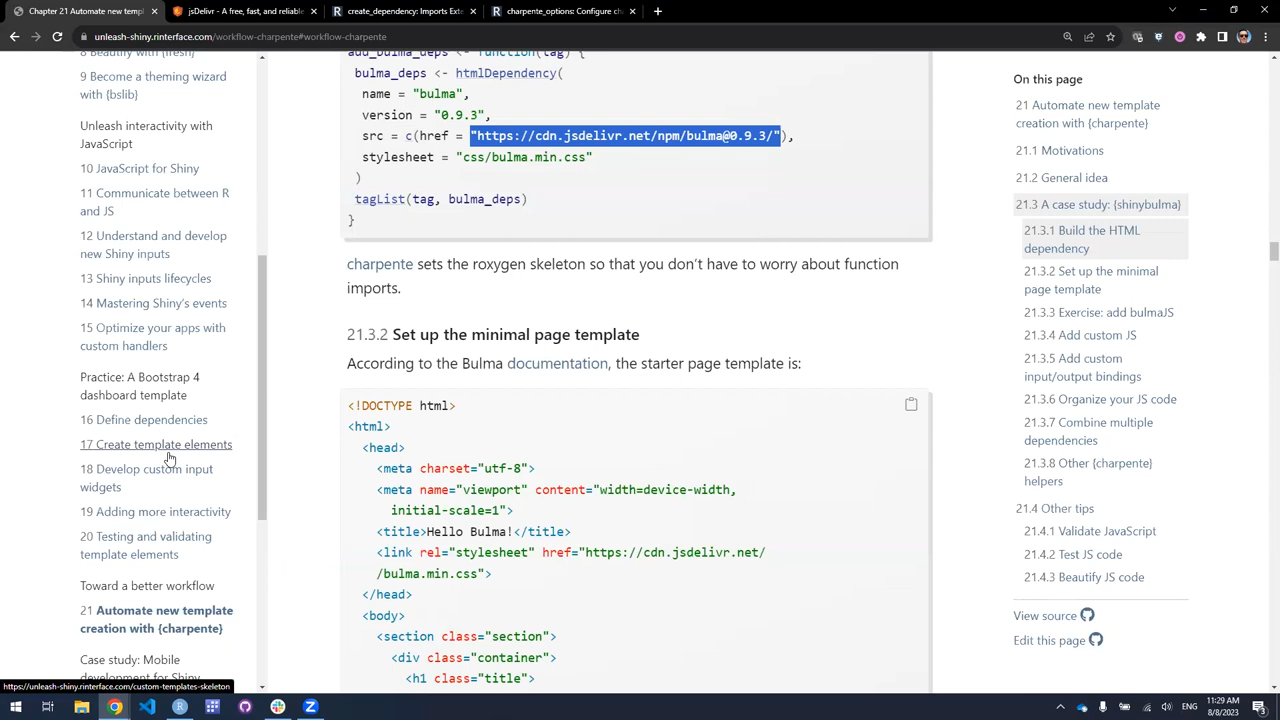 Chapter 21 Automate new templat
jsDelivr - A free, fast, and reliable
create_dependency: Imports Exter
charpente_options: Configure cha
unleash-shiny.rinterface.com/workflow-charpente#workflow-charpente
8 Beautify with {fresh}
9 Become a theming wizard
with {bslib}
Unleash interactivity with
JavaScript
10 JavaScript for Shiny
11 Communicate between R
and JS
12 Understand and develop
new Shiny inputs
13 Shiny inputs lifecycles
14 Mastering Shiny's events
15 Optimize your apps with
custom handlers
Practice: A Bootstrap 4
dashboard template
16 Define dependencies
17 Create template elements
18 Develop custom input
widgets
19 Adding more interactivity
20 Testing and validating
template elements
Toward a better workflow
21 Automate new template
creation with {charpente}
Case study: Mobile
development for Shiny
https://unleash-shiny.rinterface.com/custom-templates-skeleton
add_bulma_deps <- function(tag) {
bulma_deps <- htmlDependency(
name = "bulma",
version = "0.9.3",
src = c(href = "https://cdn.jsdelivr.net/npm/bulma@0.9.3/"),
stylesheet = "css/bulma.min.css"
)
tagList(tag, bulma_deps)
}
charpente sets the roxygen skeleton so that you don't have to worry about function
imports.
21.3.2 Set up the minimal page template
According to the Bulma documentation, the starter page template is:
<!DOCTYPE html>
<html>
<head>
<meta charset="utf-8">
<meta name="viewport" content="width=device-width,
initial-scale=1">
<title>Hello Bulma!</title>
<link rel="stylesheet" href="https://cdn.jsdelivr.net/
/bulma.min.css">
</head>
<body>
<section class="section">
<div class="container">
<h1 class="title">
On this page
21 Automate new template
creation with {charpente}
21.1 Motivations
21.2 General idea
21.3 A case study: {shinybulma}
21.3.1 Build the HTML
dependency
21.3.2 Set up the minimal
page template
21.3.3 Exercise: add bulmaJS
21.3.4 Add custom JS
21.3.5 Add custom
input/output bindings
21.3.6 Organize your JS code
21.3.7 Combine multiple
dependencies
21.3.8 Other {charpente}
helpers
21.4 Other tips
21.4.1 Validate JavaScript
21.4.2 Test JS code
21.4.3 Beautify JS code
View source
Edit this page
ENG
11:29 AM
8/8/2023